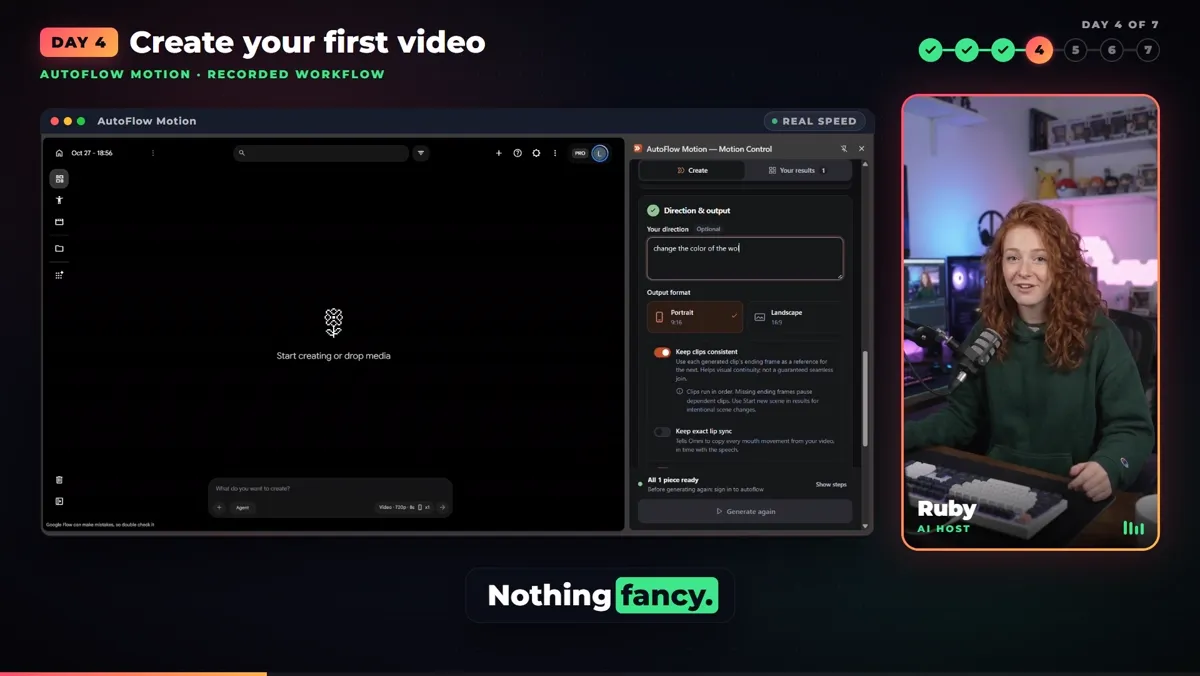 DAY 4 Create your first video
AUTOFLOW MOTION · RECORDED WORKFLOW
DAY 4 OF 7
4 5 6 7
AutoFlow Motion
REAL SPEED
Oct 27 - 18:56
PRO
L
Start creating or drop media
What do you want to create?
Agent
Video · 720p · 8s x1
Google Flow can make mistakes, so double check it
AutoFlow Motion — Motion Control
Create
Your results 1
Direction & output
Your direction Optional
change the color of the wol
Output format
Portrait
9:16
Landscape
16:9
Keep clips consistent
Use each generated clip's ending frame as a reference for
the next. Helps visual continuity; not a guaranteed seamless
join.
Clips run in order. Missing ending frames pause
dependent clips. Use Start new scene in results for
intentional scene changes.
Keep exact lip sync
Tells Omni to copy every mouth movement from your video,
in time with the speech.
All 1 piece ready
Before generating again: sign in to autoflow
Show steps
Generate again
Ruby
AI HOST
Nothing fancy.